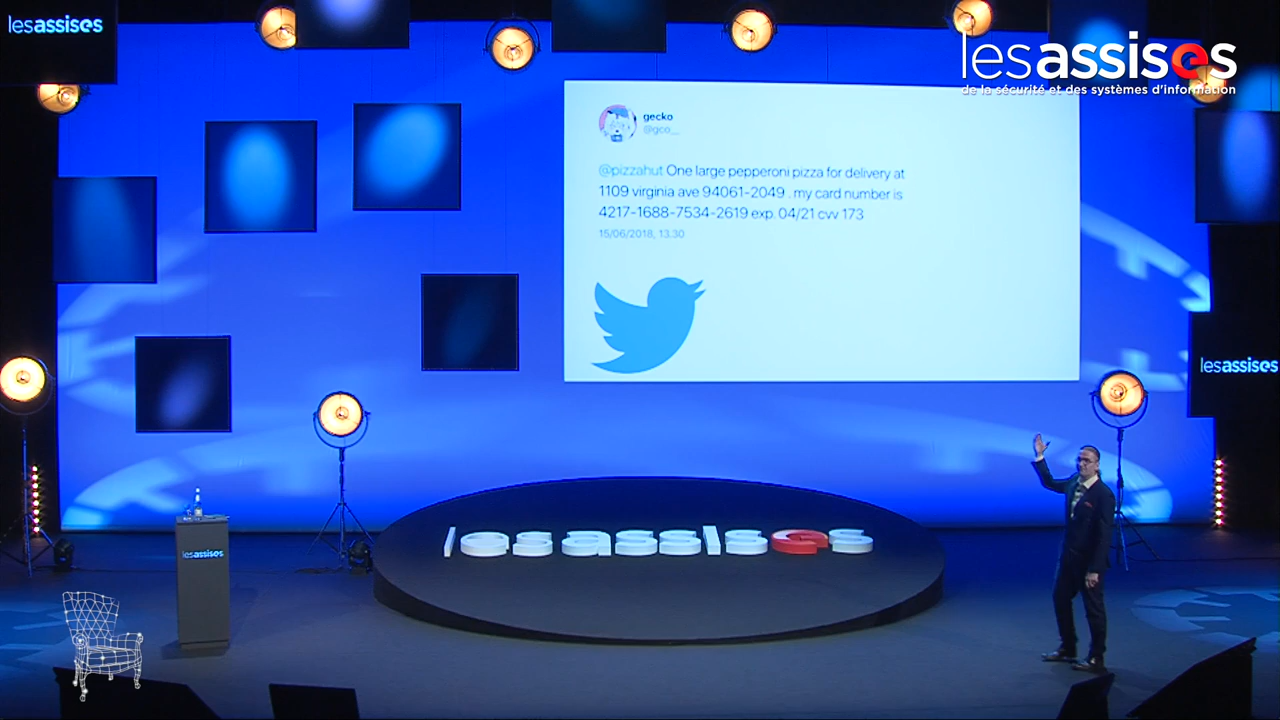 lesassises
lesassises
de la sécurité et des systèmes d'information
gecko
@gco__
@pizzahut One large pepperoni pizza for delivery at
1109 virginia ave 94061-2049 . my card number is
4217-1688-7534-2619 exp. 04/21 cvv 173
15/06/2018, 13.30
lesassises
lesassises
lesassises